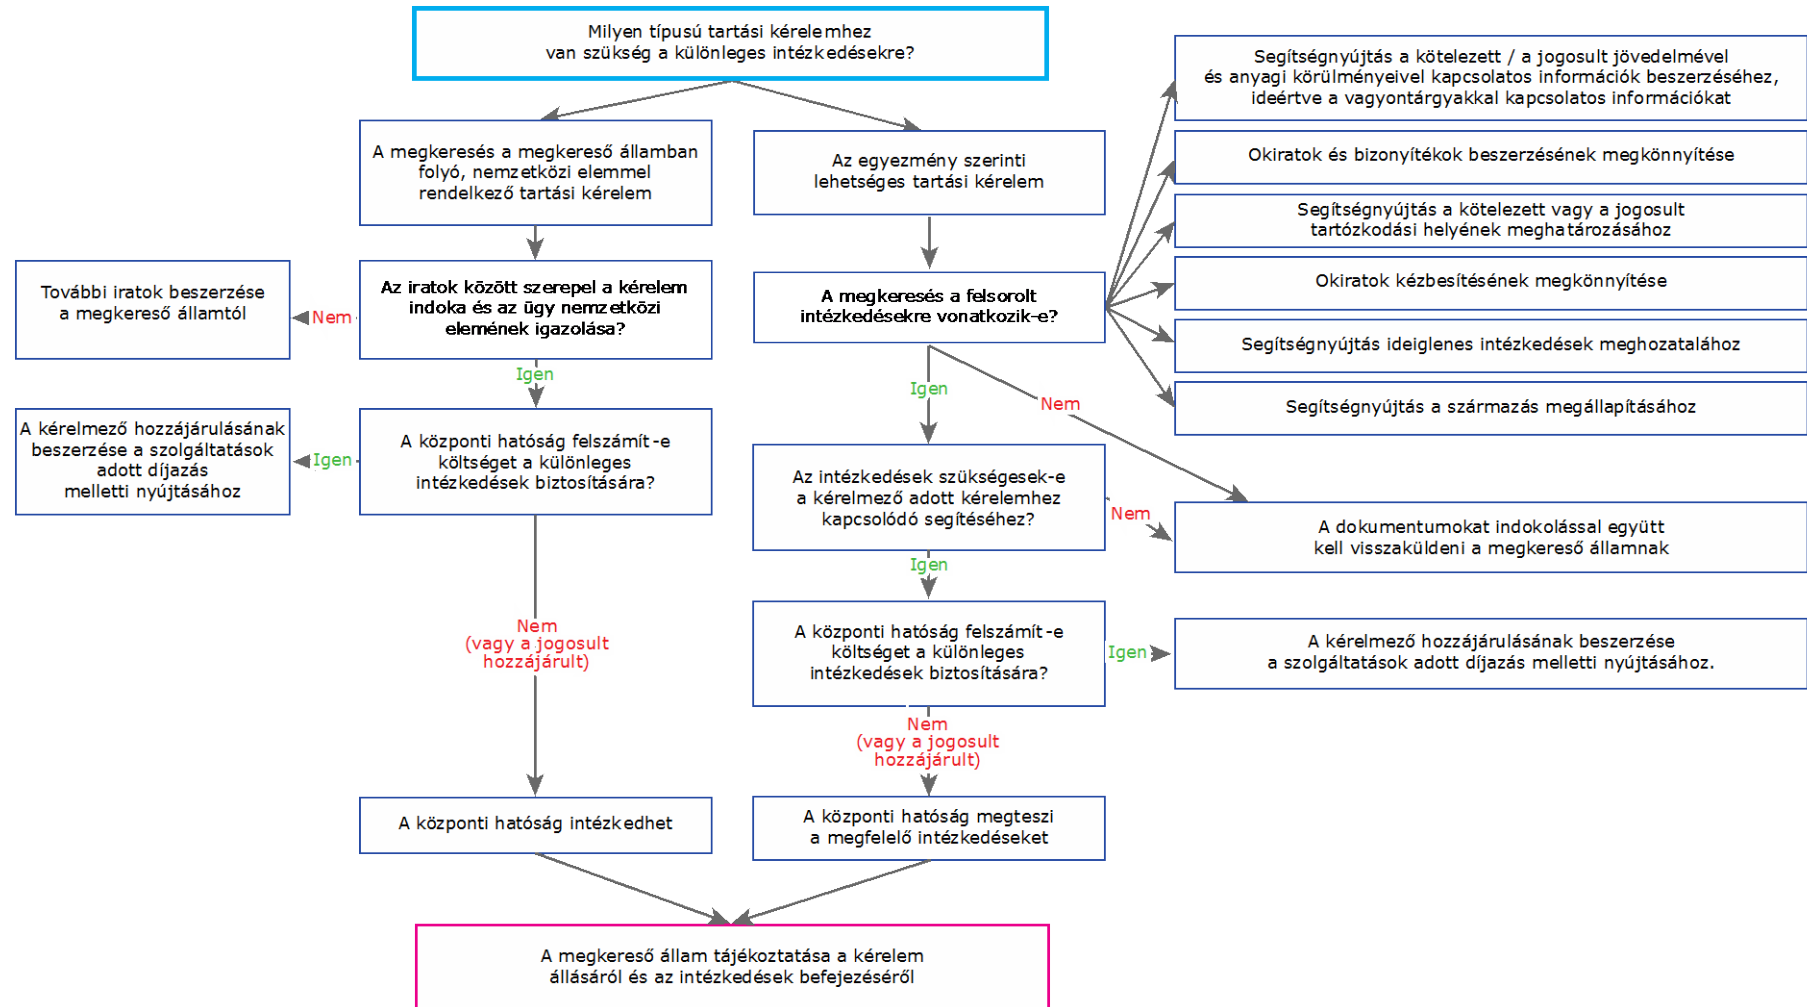 Milyen típusú tartási kérelemhez
van szükség a különleges intézkedésekre?
A megkeresés a megkereső államban
folyó, nemzetközi elemmel
rendelkező tartási kérelem
Az egyezmény szerinti
lehetséges tartási kérelem
Segítségnyújtás a kötelezett / a jogosult jövedelmével
és anyagi körülményeivel kapcsolatos információk beszerzéséhez,
ideértve a vagyontárgyakkal kapcsolatos információkat
Okiratok és bizonyítékok beszerzésének megkönnyítése
Segítségnyújtás a kötelezett vagy a jogosult
tartózkodási helyének meghatározásához
Okiratok kézbesítésének megkönnyítése
Segítségnyújtás ideiglenes intézkedések meghozatalához
Segítségnyújtás a származás megállapításához
További iratok beszerzése
a megkereső államtól
Nem
Az iratok között szerepel a kérelem
indoka és az ügy nemzetközi
elemének igazolása?
A megkeresés a felsorolt
intézkedésekre vonatkozik-e?
Igen
Igen
Nem
A kérelmező hozzájárulásának
beszerzése a szolgáltatások
adott díjazás
melletti nyújtásához
Igen
A központi hatóság felszámít-e
költséget a különleges
intézkedések biztosítására?
Az intézkedések szükségesek-e
a kérelmező adott kérelemhez
kapcsolódó segítéséhez?
Nem
A dokumentumokat indokolással együtt
kell visszaküldeni a megkereső államnak
Igen
Nem
(vagy a jogosult
hozzájárult)
A központi hatóság felszámít-e
költséget a különleges
intézkedések biztosítására?
Igen
A kérelmező hozzájárulásának beszerzése
a szolgáltatások adott díjazás melletti nyújtásához.
Nem
(vagy a jogosult
hozzájárult)
A központi hatóság intézkedhet
A központi hatóság megteszi
a megfelelő intézkedéseket
A megkereső állam tájékoztatása a kérelem
állásáról és az intézkedések befejezéséről